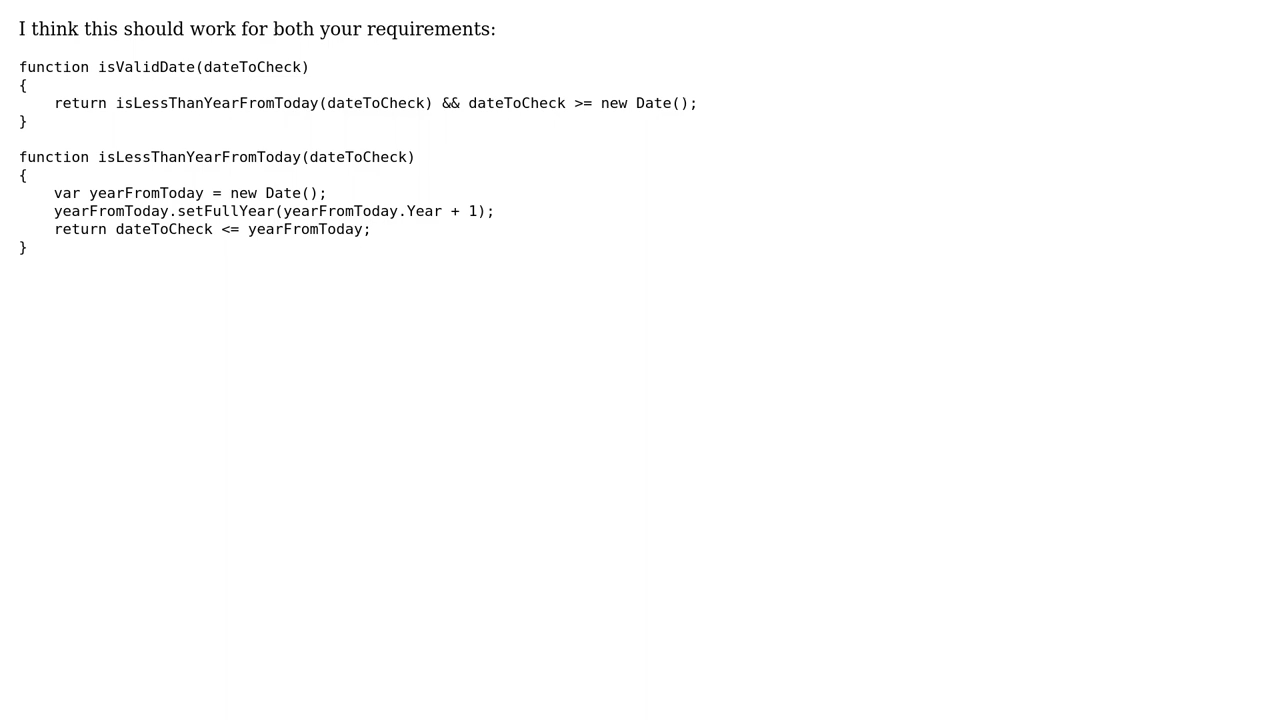 I think this should work for both your requirements:
function isValidDate(dateToCheck)
{
    return isLessThanYearFromToday(dateToCheck) && dateToCheck >= new Date();
}
function isLessThanYearFromToday(dateToCheck)
{
    var yearFromToday = new Date();
    yearFromToday.setFullYear(yearFromToday.Year + 1);
    return dateToCheck <= yearFromToday;
}